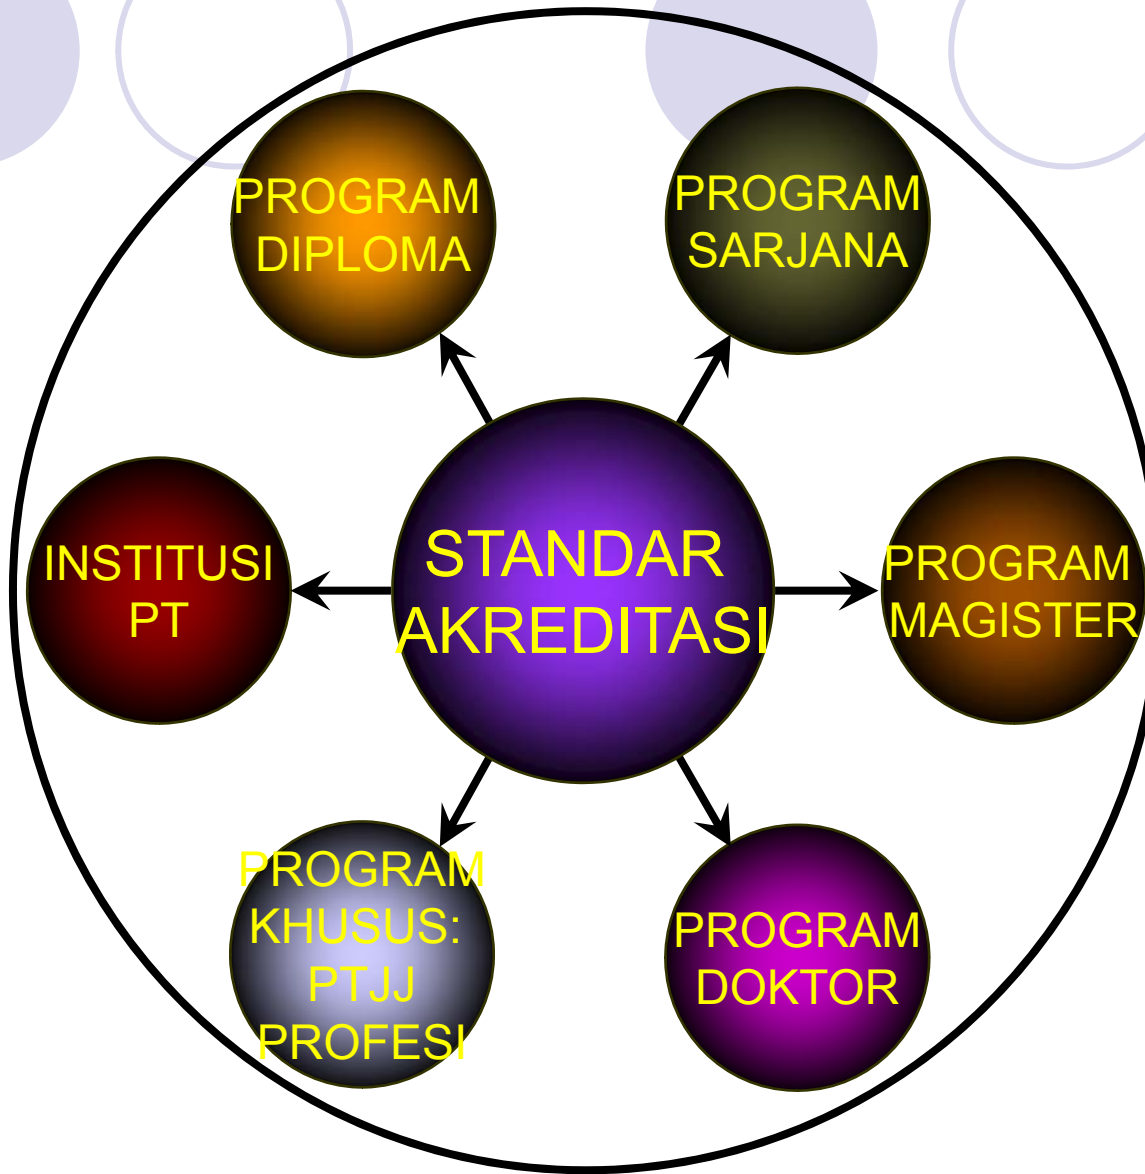 PROGRAM
DIPLOMA
PROGRAM
SARJANA
INSTITUSI
PT
STANDAR
AKREDITASI
PROGRAM
MAGISTER
PROGRAM
KHUSUS:
PTJJ
PROFESI
PROGRAM
DOKTOR